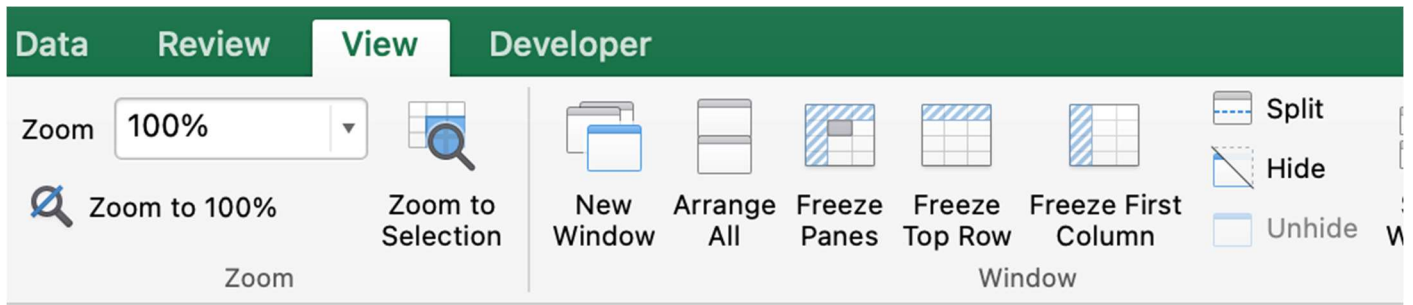 Data Review View Developer
Zoom 100%
Zoom to 100%
Zoom to
Selection
Zoom
New
Window
Arrange
All
Freeze
Panes
Freeze
Top Row
Freeze First
Column
Split
Hide
Unhide
Window